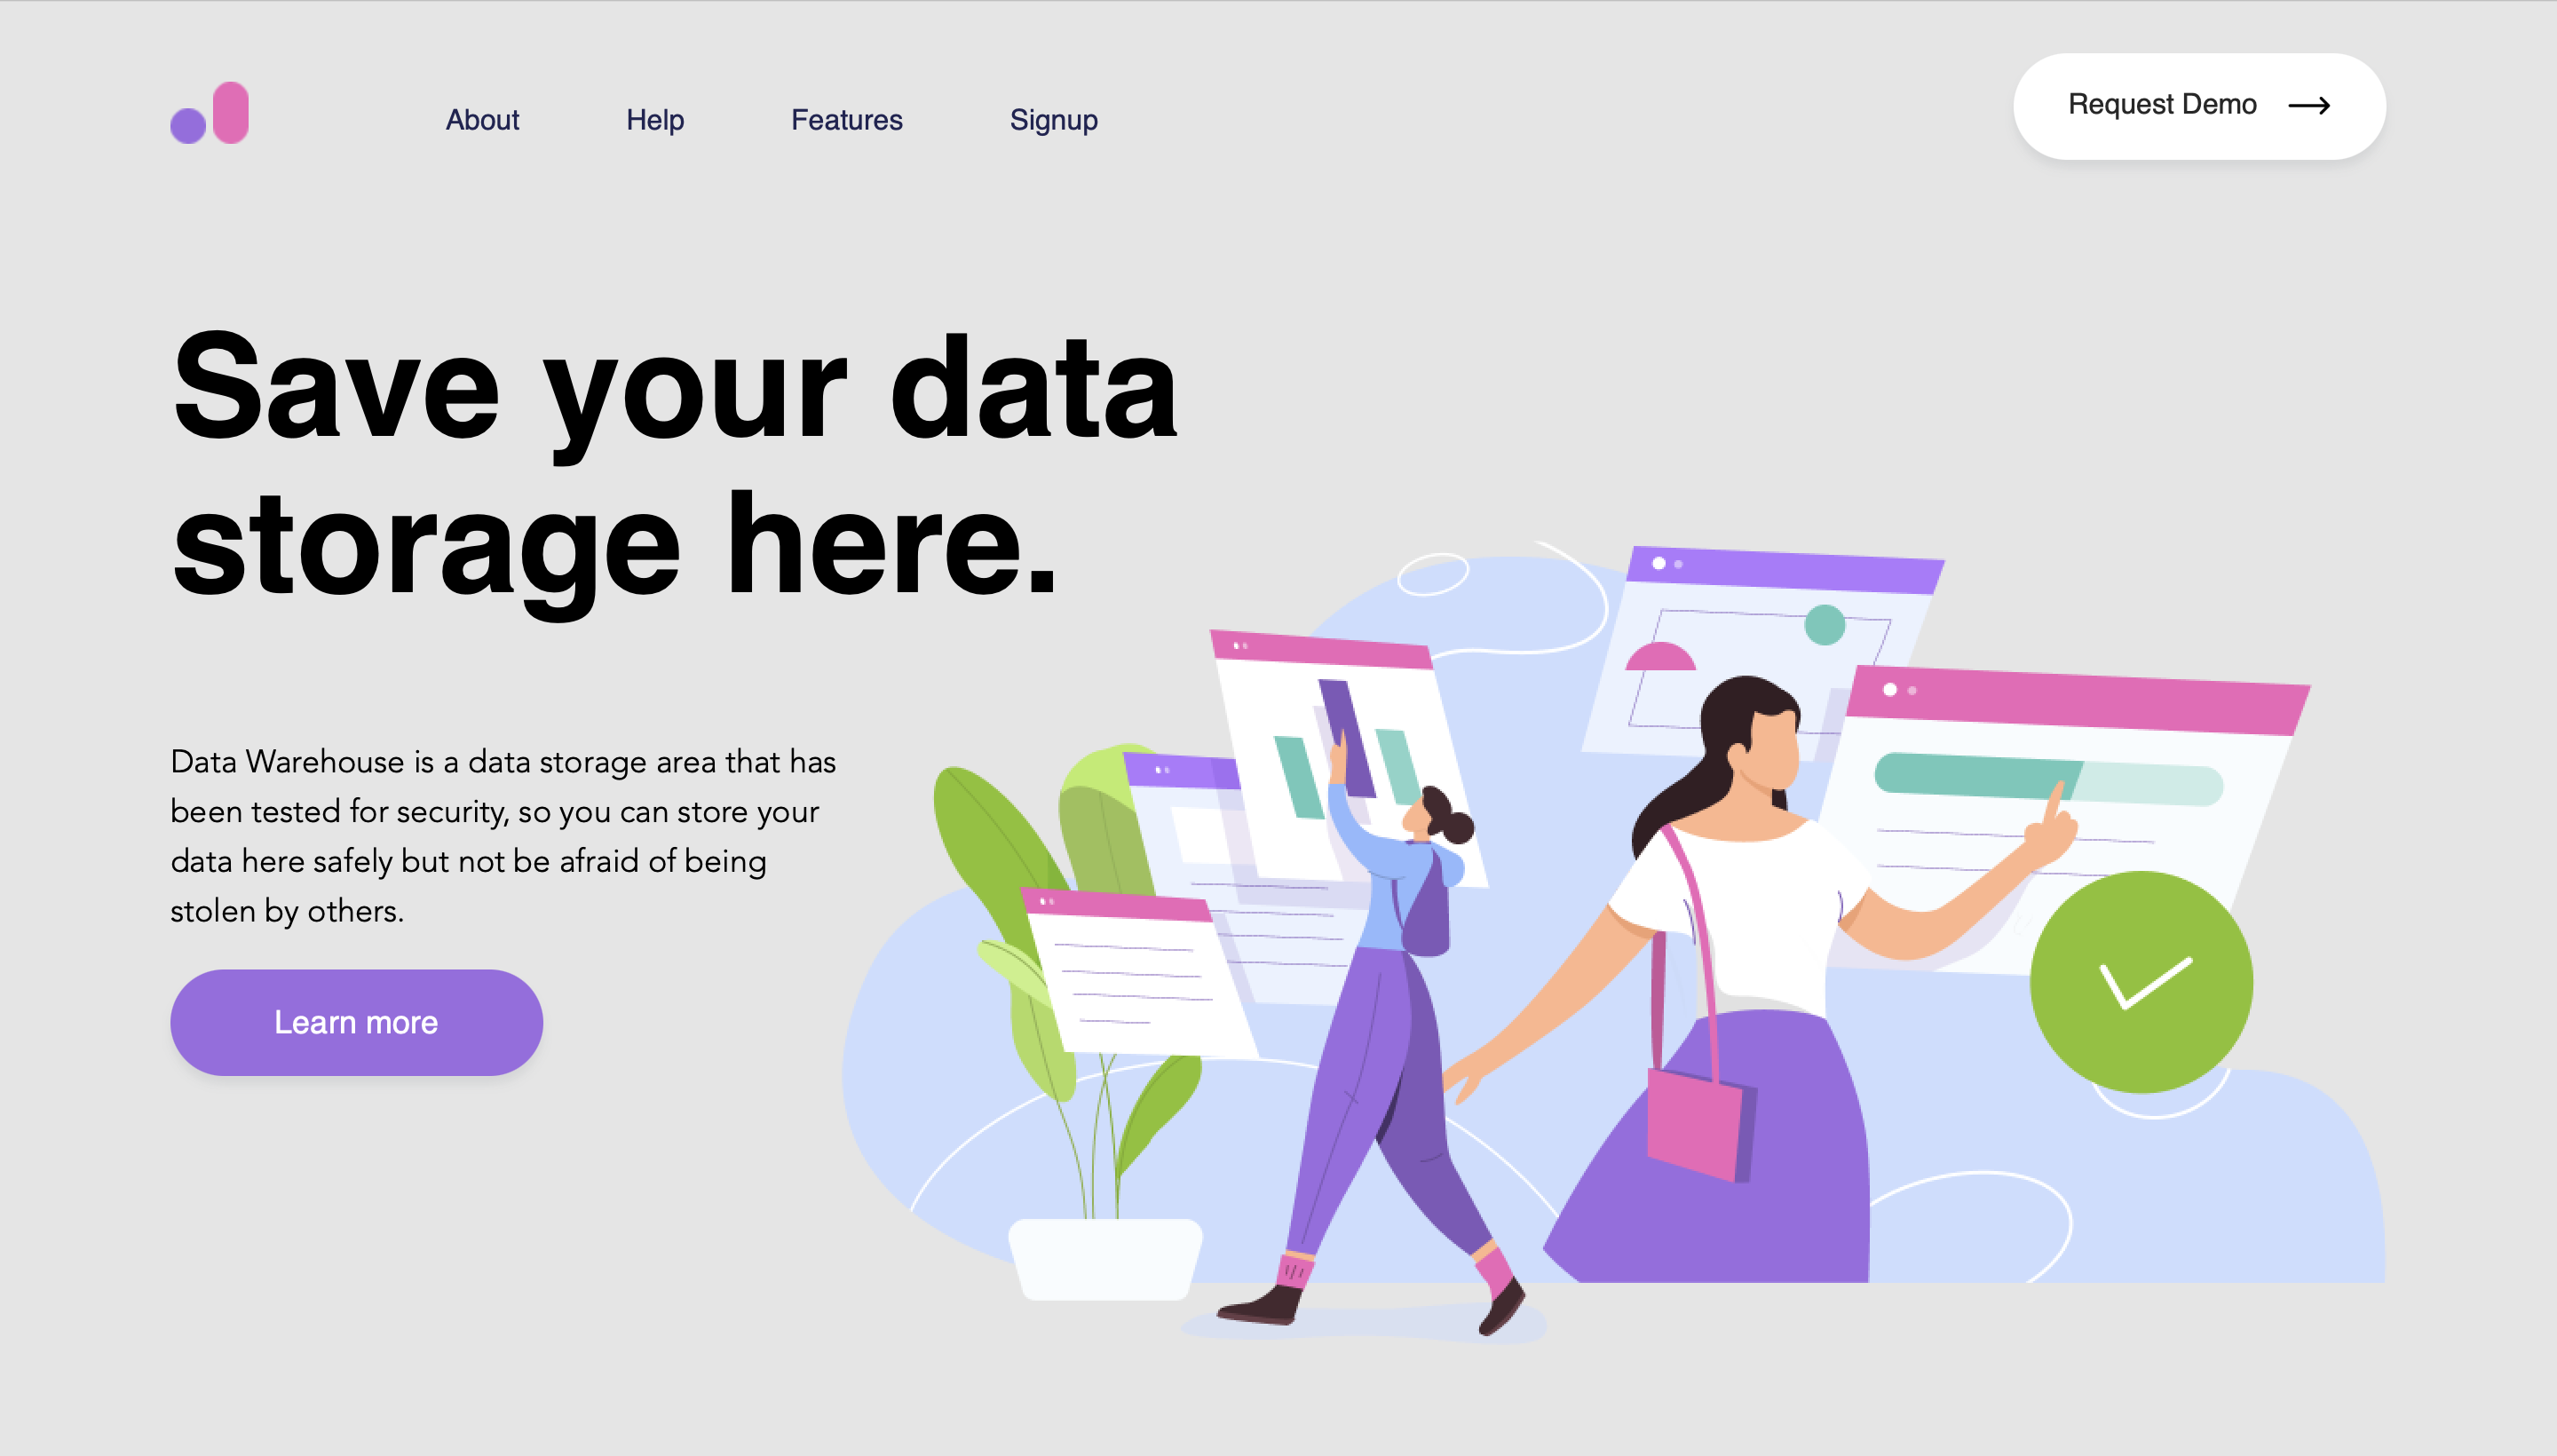 About
Help
Features
Signup
Request Demo
Save your data
storage here.
Data Warehouse is a data storage area that has
been tested for security, so you can store your
data here safely but not be afraid of being
stolen by others.
Learn more